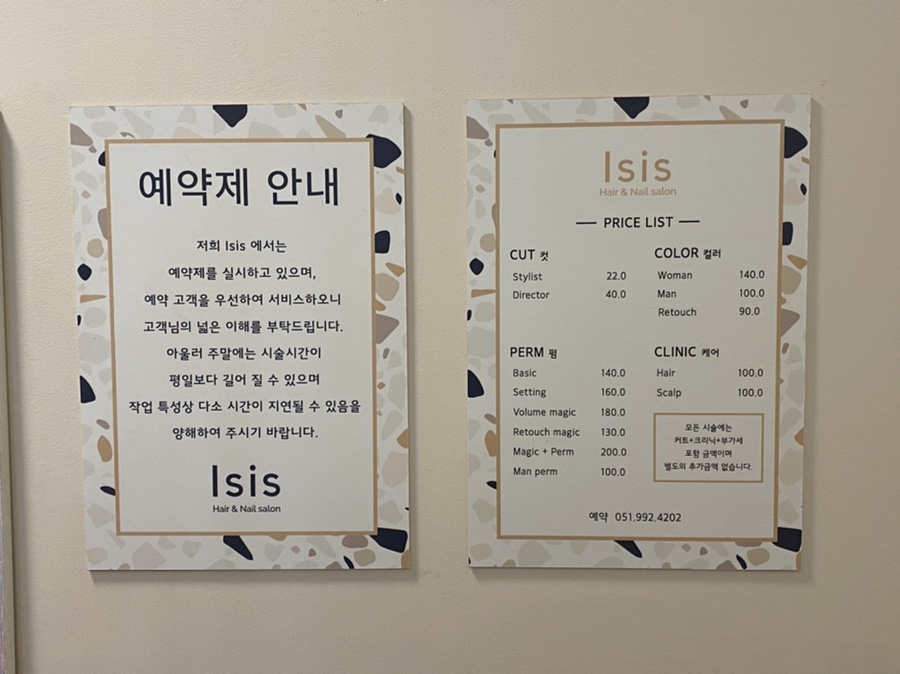 예약제 안내
저희 Isis 에서는
예약제를 실시하고 있으며,
예약 고객을 우선하여 서비스하오니
고객님의 넓은 이해를 부탁드립니다.
아울러 주말에는 시술시간이
평일보다 길어 질 수 있으며
작업 특성상 다소 시간이 지연될 수 있음을
양해하여 주시기 바랍니다.
Isis
Hair & Nail salon
Isis
Hair & Nail salon
PRICE LIST
CUT 컷
Stylist 22.0
Director 40.0
COLOR 컬러
Woman 140.0
Man 100.0
Retouch 90.0
PERM 펌
Basic 140.0
Setting 160.0
Volume magic 180.0
Retouch magic 130.0
Magic + Perm 200.0
Man perm 100.0
CLINIC 케어
Hair 100.0
Scalp 100.0
모든 시술에는
커트+크리닉+부가세
포함 금액이며
별도의 추가금액 없습니다.
예약 051.992.4202